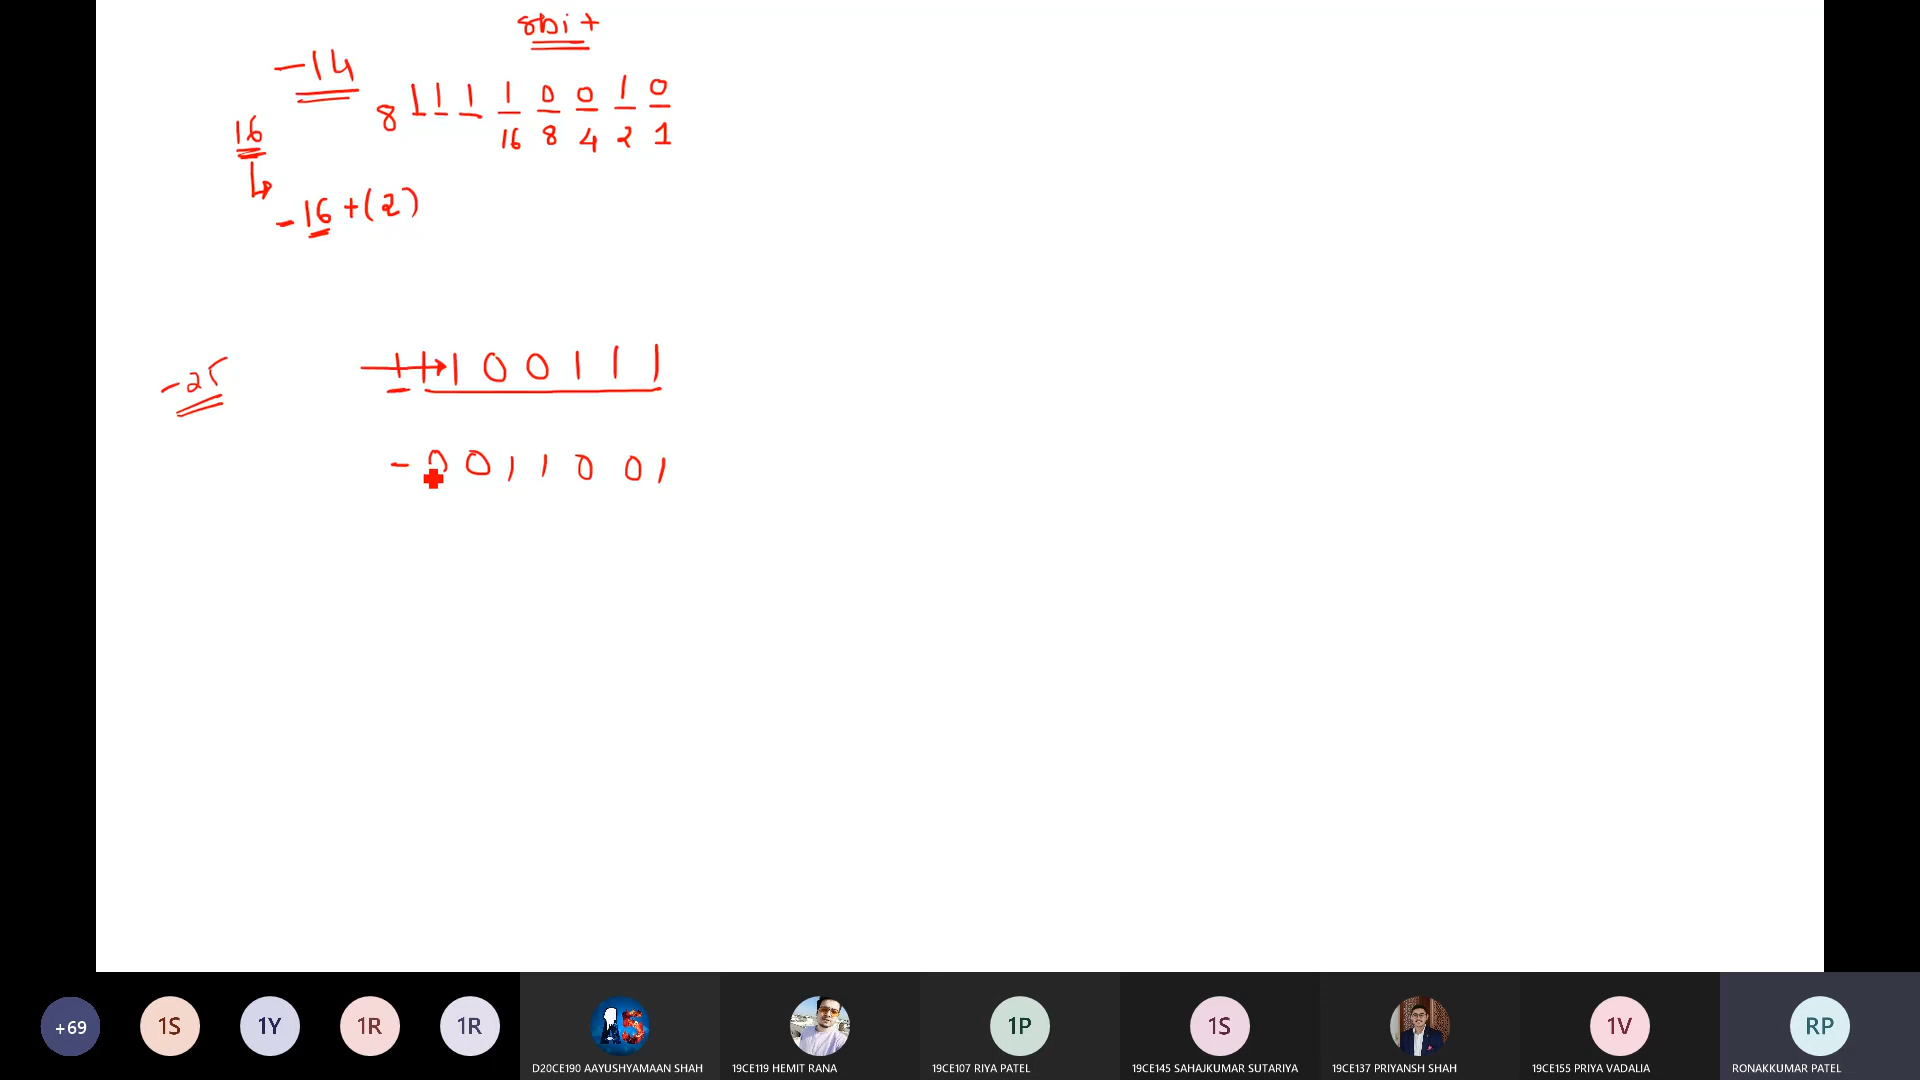 8bit
-14
8 1 1 1 1 0 0 1 0
16 8 4 2 1
16
-16 + (2)
-25
1 1 1 0 0 1 1 1
- 0 0 1 1 0 0 1
+69
1S
1Y
1R
1R
1P
1S
1V
RP
D20CE190 AAYUSHYAMAAN SHAH
19CE119 HEMIT RANA
19CE107 RIYA PATEL
19CE145 SAHAJKUMAR SUTARIYA
19CE137 PRIYANSH SHAH
19CE155 PRIYA VADALIA
RONAKKUMAR PATEL